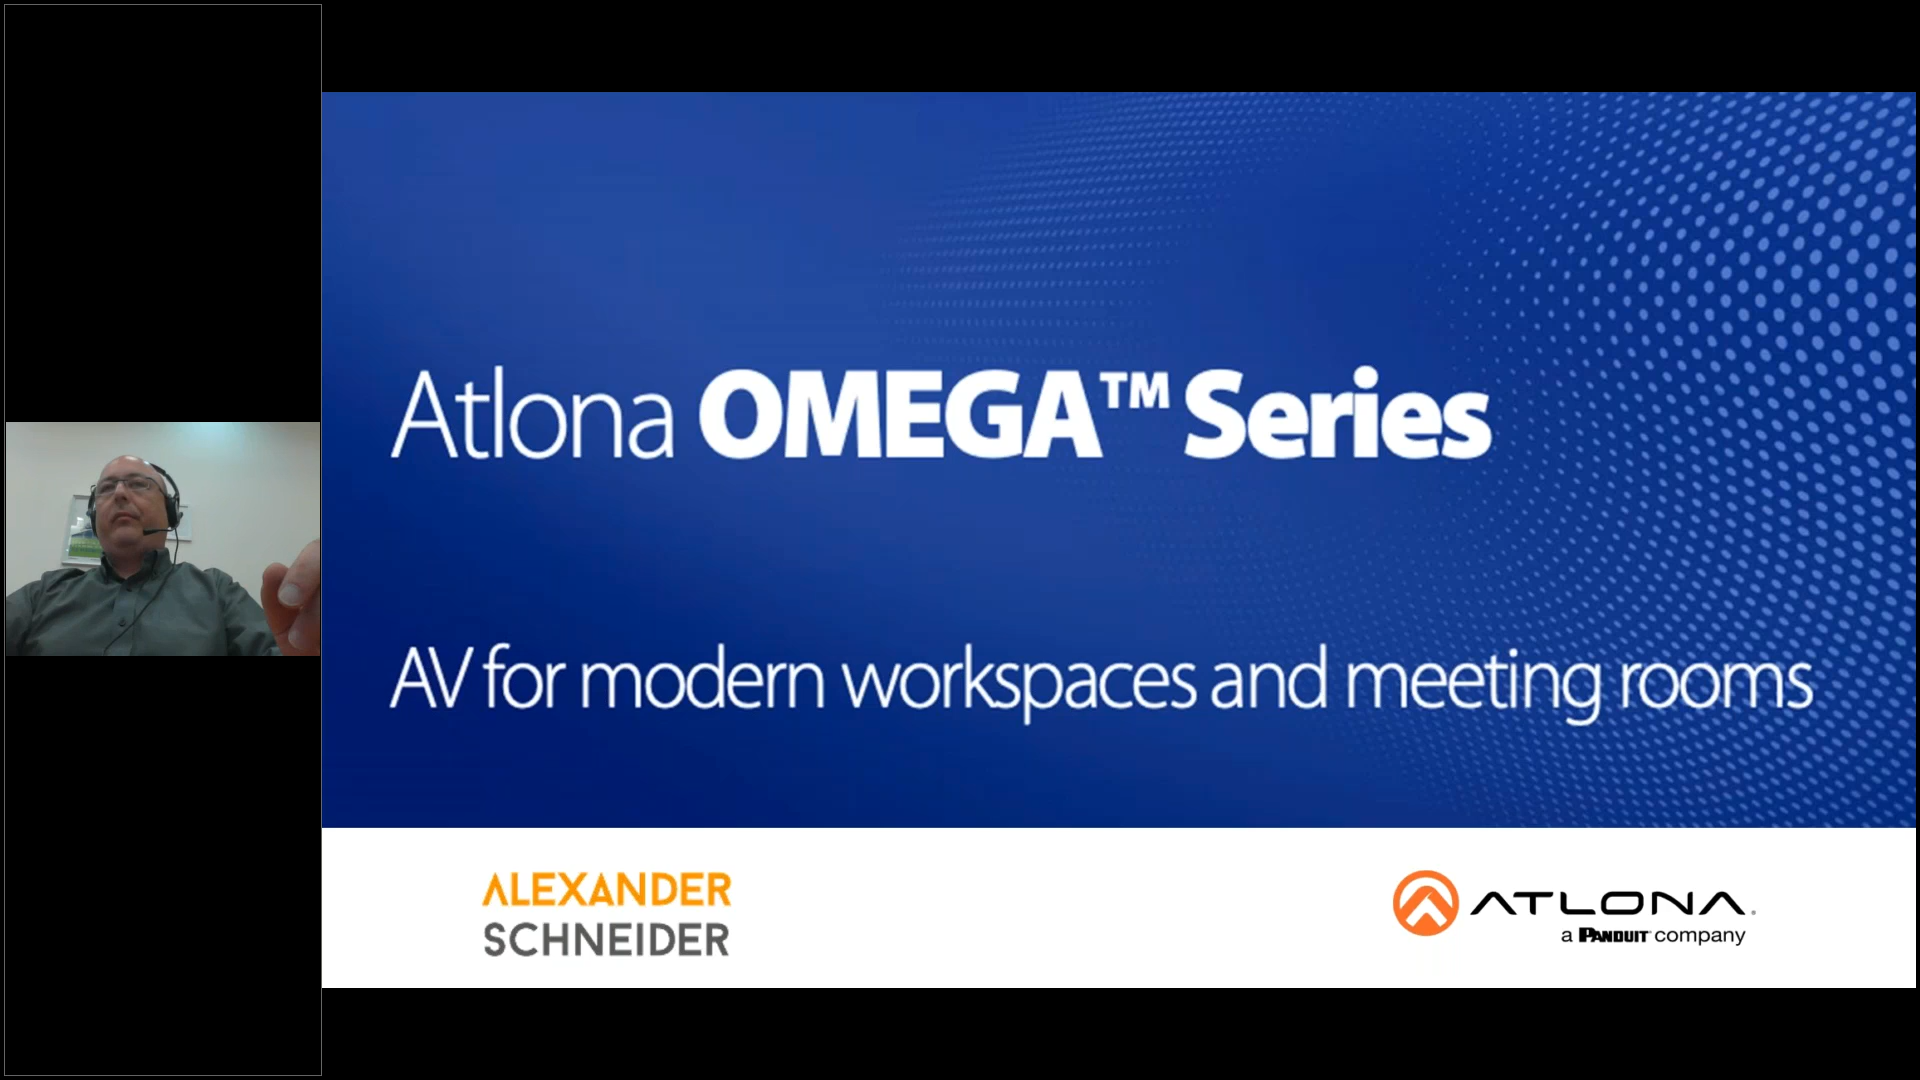 Atlona OMEGA™ Series
AV for modern workspaces and meeting rooms
ALEXANDER
SCHNEIDER
ATLONA.
a PANDUIT company